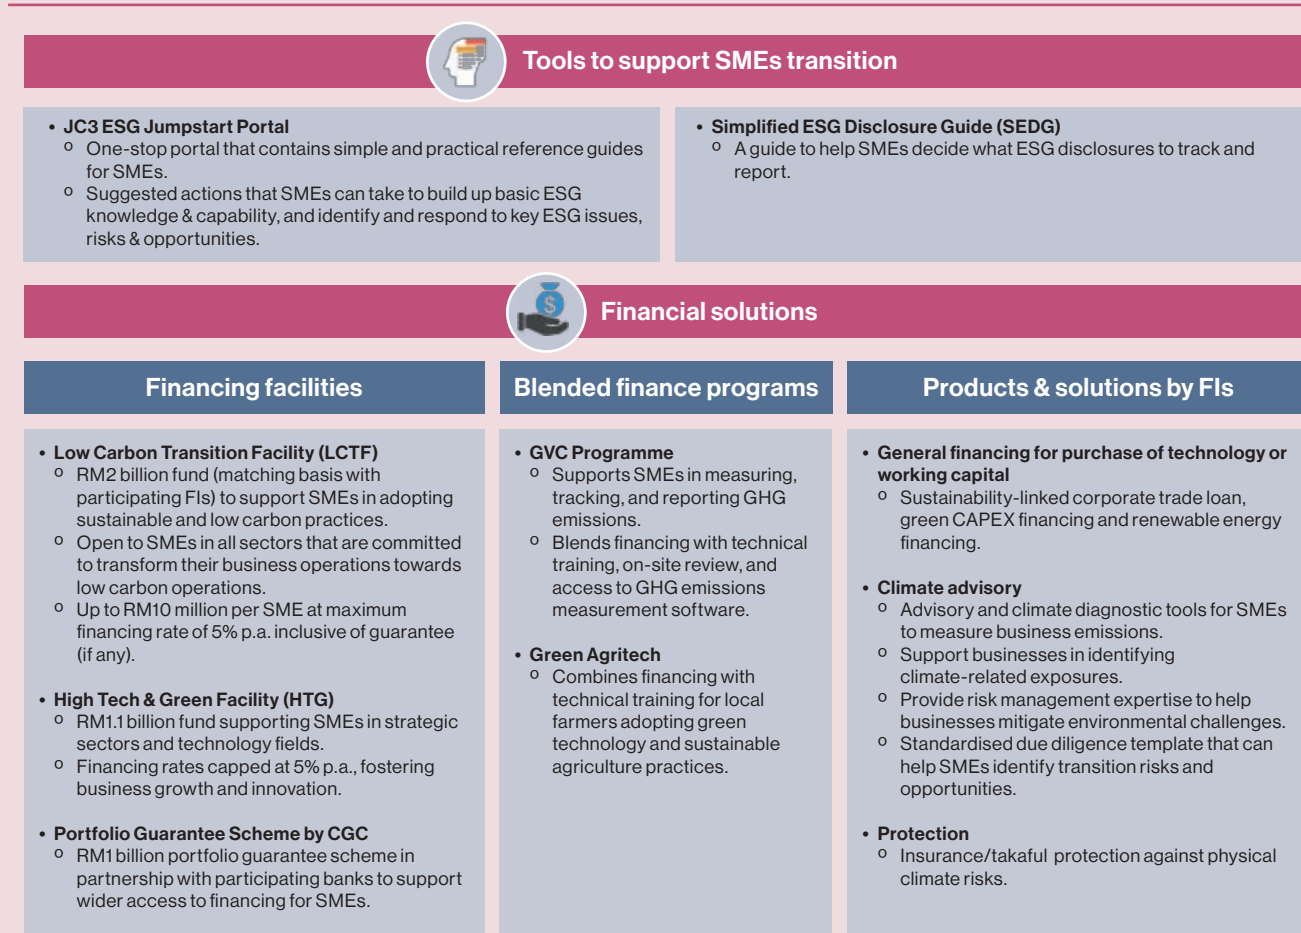 Tools to support SMEs transition
• JC3 ESG Jumpstart Portal
o One-stop portal that contains simple and practical reference guides
for SMEs.
o Suggested actions that SMEs can take to build up basic ESG
knowledge & capability, and identify and respond to key ESG issues,
risks & opportunities.
• Simplified ESG Disclosure Guide (SEDG)
o A guide to help SMEs decide what ESG disclosures to track and
report.
Financial solutions
Financing facilities
• Low Carbon Transition Facility (LCTF)
o RM2 billion fund (matching basis with
participating FIs) to support SMEs in adopting
sustainable and low carbon practices.
o Open to SMEs in all sectors that are committed
to transform their business operations towards
low carbon operations.
o Up to RM10 million per SME at maximum
financing rate of 5% p.a. inclusive of guarantee
(if any).
• High Tech & Green Facility (HTG)
o RM1.1 billion fund supporting SMEs in strategic
sectors and technology fields.
o Financing rates capped at 5% p.a., fostering
business growth and innovation.
• Portfolio Guarantee Scheme by CGC
o RM1 billion portfolio guarantee scheme in
partnership with participating banks to support
wider access to financing for SMEs.
Blended finance programs
• GVC Programme
o Supports SMEs in measuring,
tracking, and reporting GHG
emissions.
o Blends financing with technical
training, on-site review, and
access to GHG emissions
measurement software.
• Green Agritech
o Combines financing with
technical training for local
farmers adopting green
technology and sustainable
agriculture practices.
Products & solutions by FIs
• General financing for purchase of technology or
working capital
o Sustainability-linked corporate trade loan,
green CAPEX financing and renewable energy
financing.
• Climate advisory
o Advisory and climate diagnostic tools for SMEs
to measure business emissions.
o Support businesses in identifying
climate-related exposures.
o Provide risk management expertise to help
businesses mitigate environmental challenges.
o Standardised due diligence template that can
help SMEs identify transition risks and
opportunities.
• Protection
o Insurance/takaful protection against physical
climate risks.